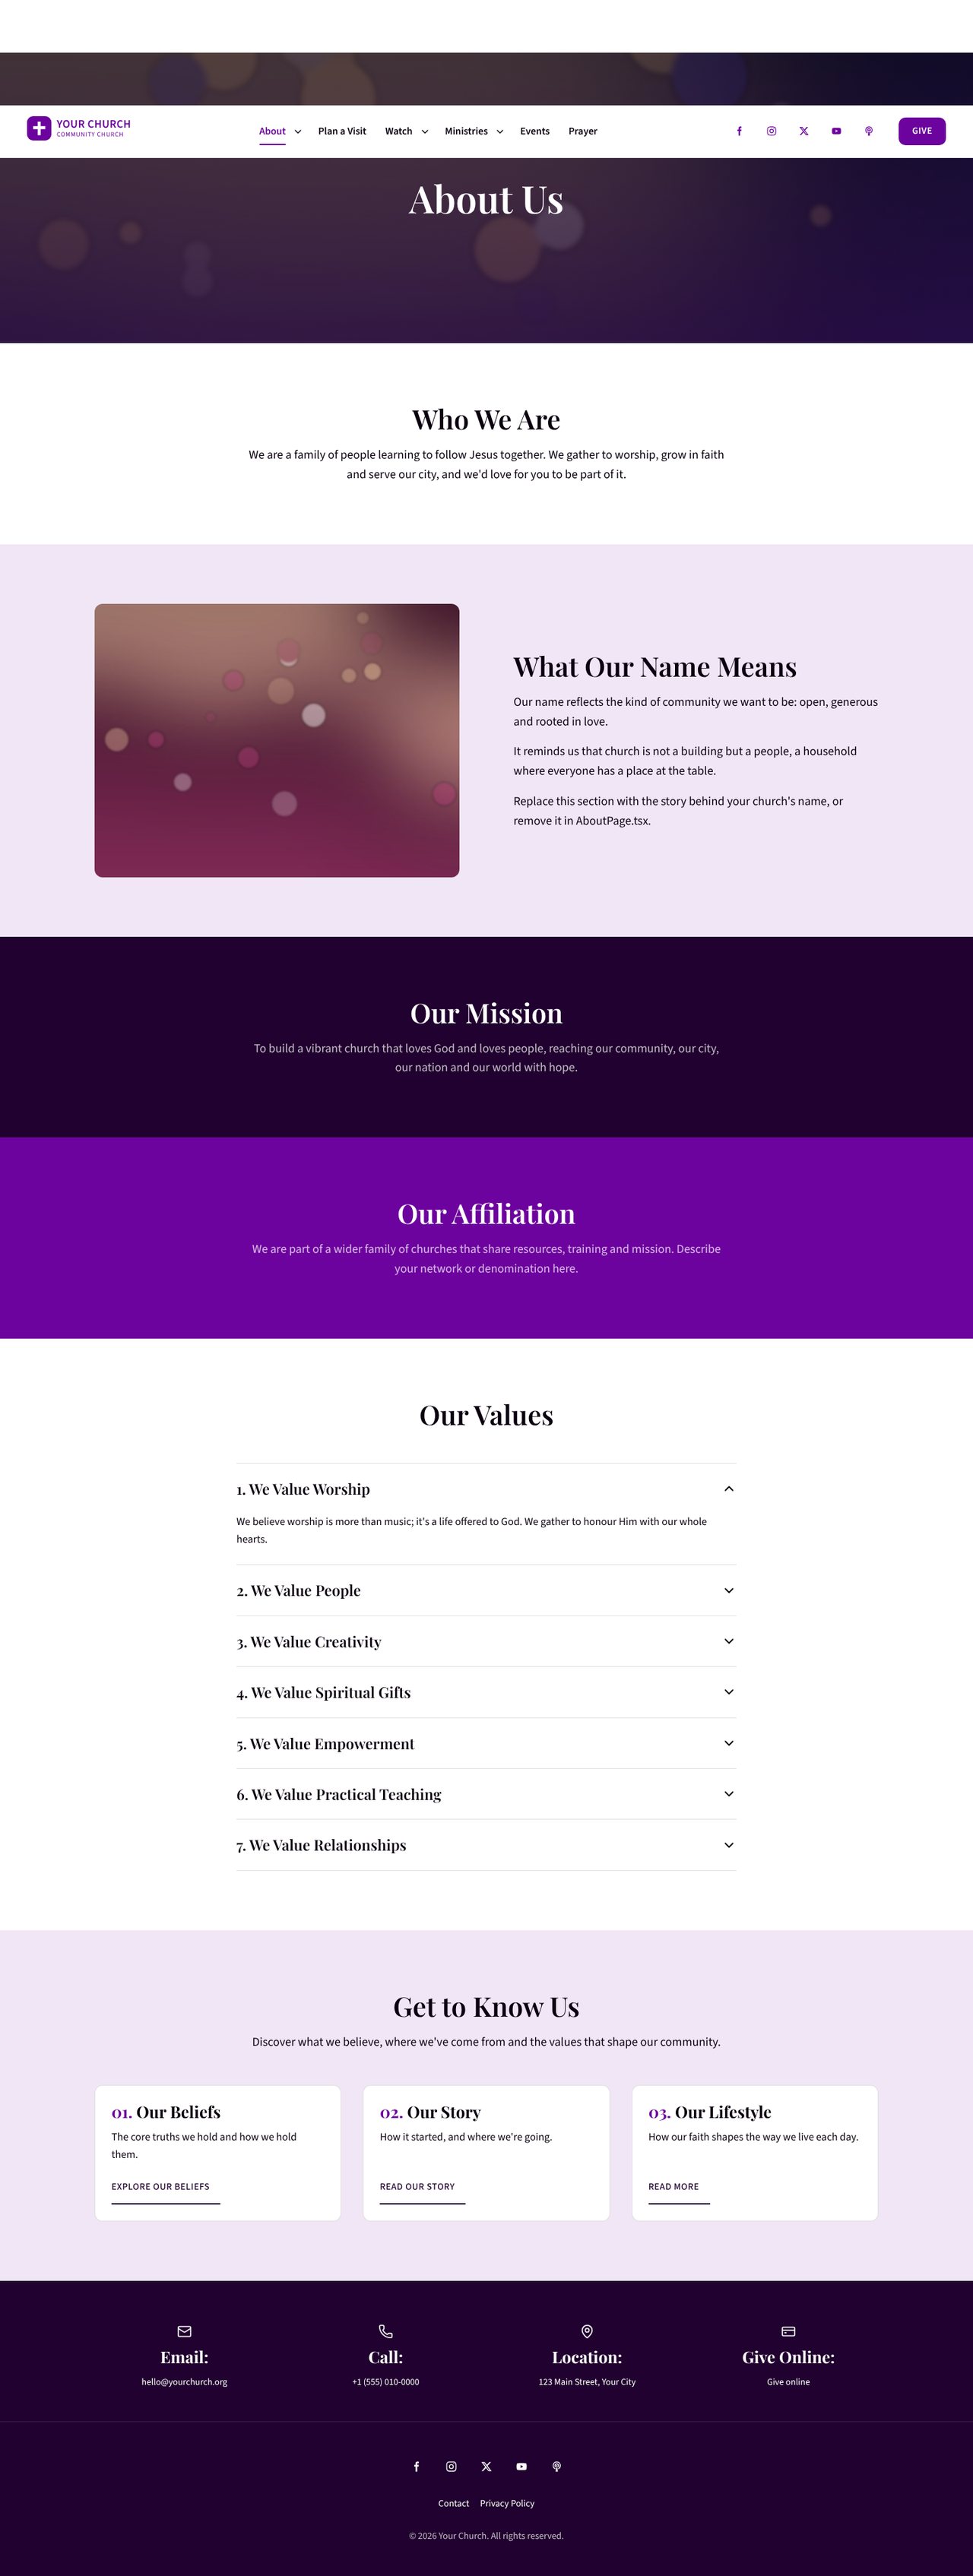 YOUR CHURCH
COMMUNITY CHURCH
About
Plan a Visit
Watch
Ministries
Events
Prayer
GIVE
About Us
Who We Are
We are a family of people learning to follow Jesus together. We gather to worship, grow in faith
and serve our city, and we'd love for you to be part of it.
What Our Name Means
Our name reflects the kind of community we want to be: open, generous
and rooted in love.
It reminds us that church is not a building but a people, a household
where everyone has a place at the table.
Replace this section with the story behind your church's name, or
remove it in AboutPage.tsx.
Our Mission
To build a vibrant church that loves God and loves people, reaching our community, our city,
our nation and our world with hope.
Our Affiliation
We are part of a wider family of churches that share resources, training and mission. Describe
your network or denomination here.
Our Values
1. We Value Worship
We believe worship is more than music; it's a life offered to God. We gather to honour Him with our whole
hearts.
2. We Value People
3. We Value Creativity
4. We Value Spiritual Gifts
5. We Value Empowerment
6. We Value Practical Teaching
7. We Value Relationships
Get to Know Us
Discover what we believe, where we've come from and the values that shape our community.
01. Our Beliefs
The core truths we hold and how we hold
them.
EXPLORE OUR BELIEFS
02. Our Story
How it started, and where we're going.
READ OUR STORY
03. Our Lifestyle
How our faith shapes the way we live each day.
READ MORE
Email:
hello@yourchurch.org
Call:
+1 (555) 010-0000
Location:
123 Main Street, Your City
Give Online:
Give online
Contact
Privacy Policy
© 2026 Your Church. All rights reserved.